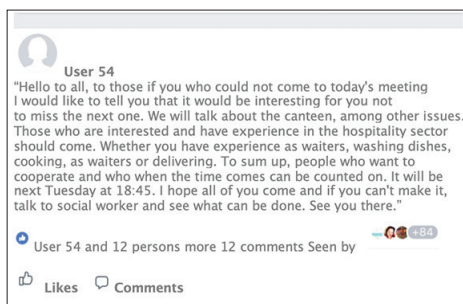 User 54
"Hello to all, to those if you who could not come to today's meeting
I would like to tell you that it would be interesting for you not
to miss the next one. We will talk about the canteen, among other issues.
Those who are interested and have experience in the hospitality sector
should come. Whether you have experience as waiters, washing dishes,
cooking, as waiters or delivering. To sum up, people who want to
cooperate and who when the time comes can be counted on. It will be
next Tuesday at 18:45. I hope all of you come and if you can't make it,
talk to social worker and see what can be done. See you there."
User 54 and 12 persons more 12 comments Seen by +84
Likes Comments